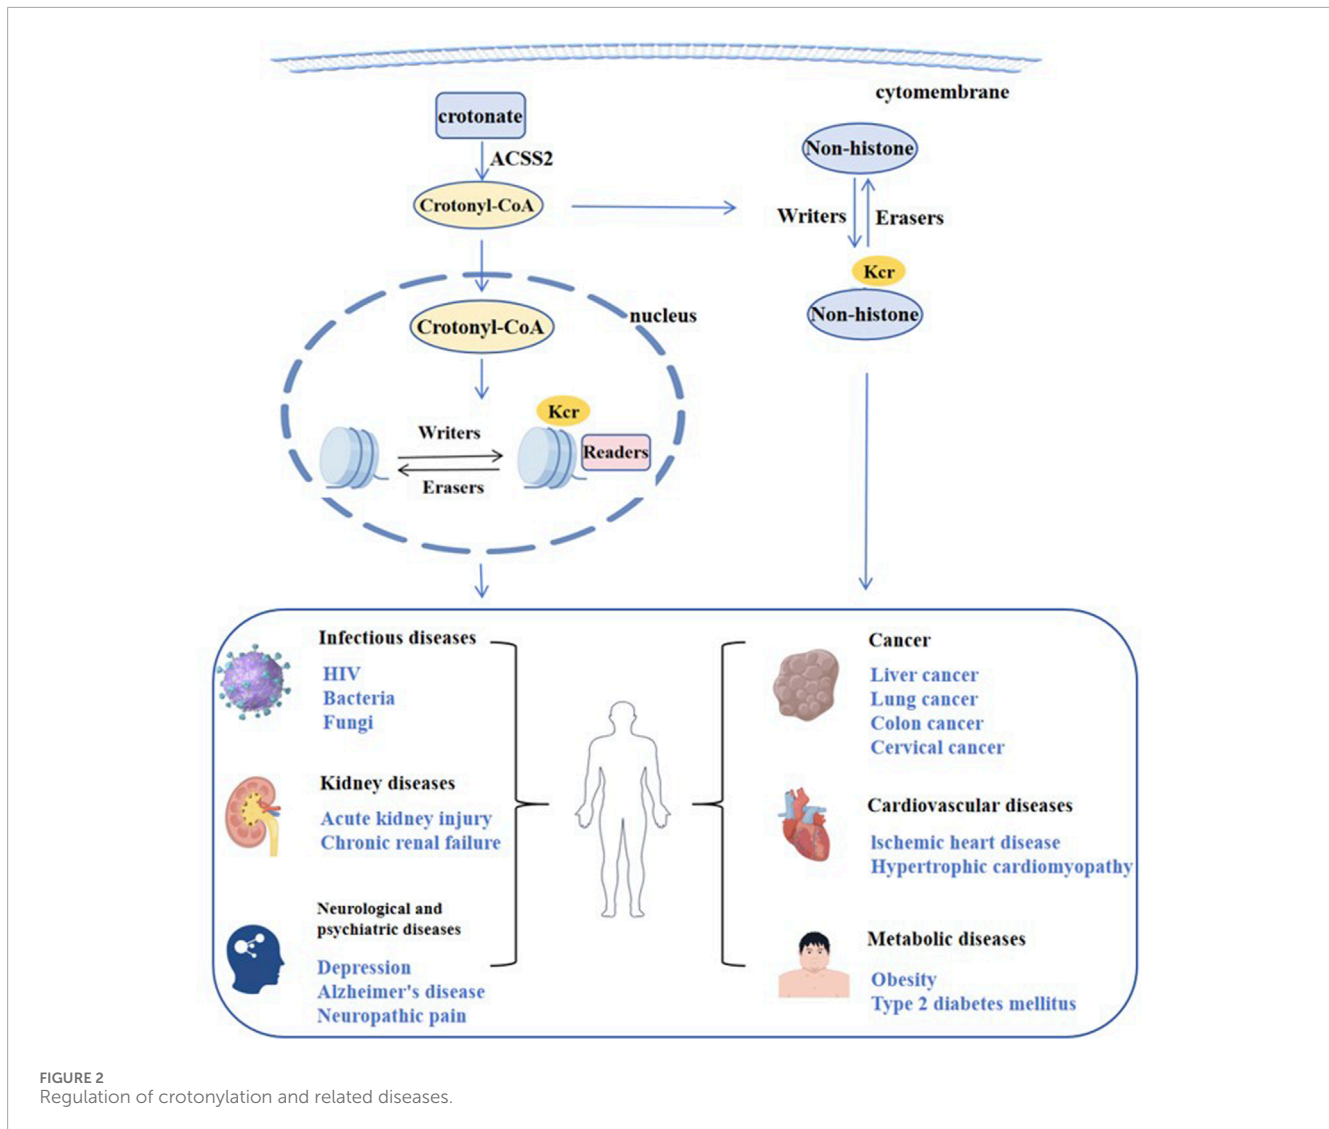 cytomembrane
crotonate
ACSS2
Crotonyl-CoA
Non-histone
Writers
Erasers
Kcr
Non-histone
nucleus
Crotonyl-CoA
Kcr
Writers
Readers
Erasers
Infectious diseases
HIV
Bacteria
Fungi
Kidney diseases
Acute kidney injury
Chronic renal failure
Neurological and
psychiatric diseases
Depression
Alzheimer's disease
Neuropathic pain
Cancer
Liver cancer
Lung cancer
Colon cancer
Cervical cancer
Cardiovascular diseases
Ischemic heart disease
Hypertrophic cardiomyopathy
Metabolic diseases
Obesity
Type 2 diabetes mellitus
FIGURE 2
Regulation of crotonylation and related diseases.